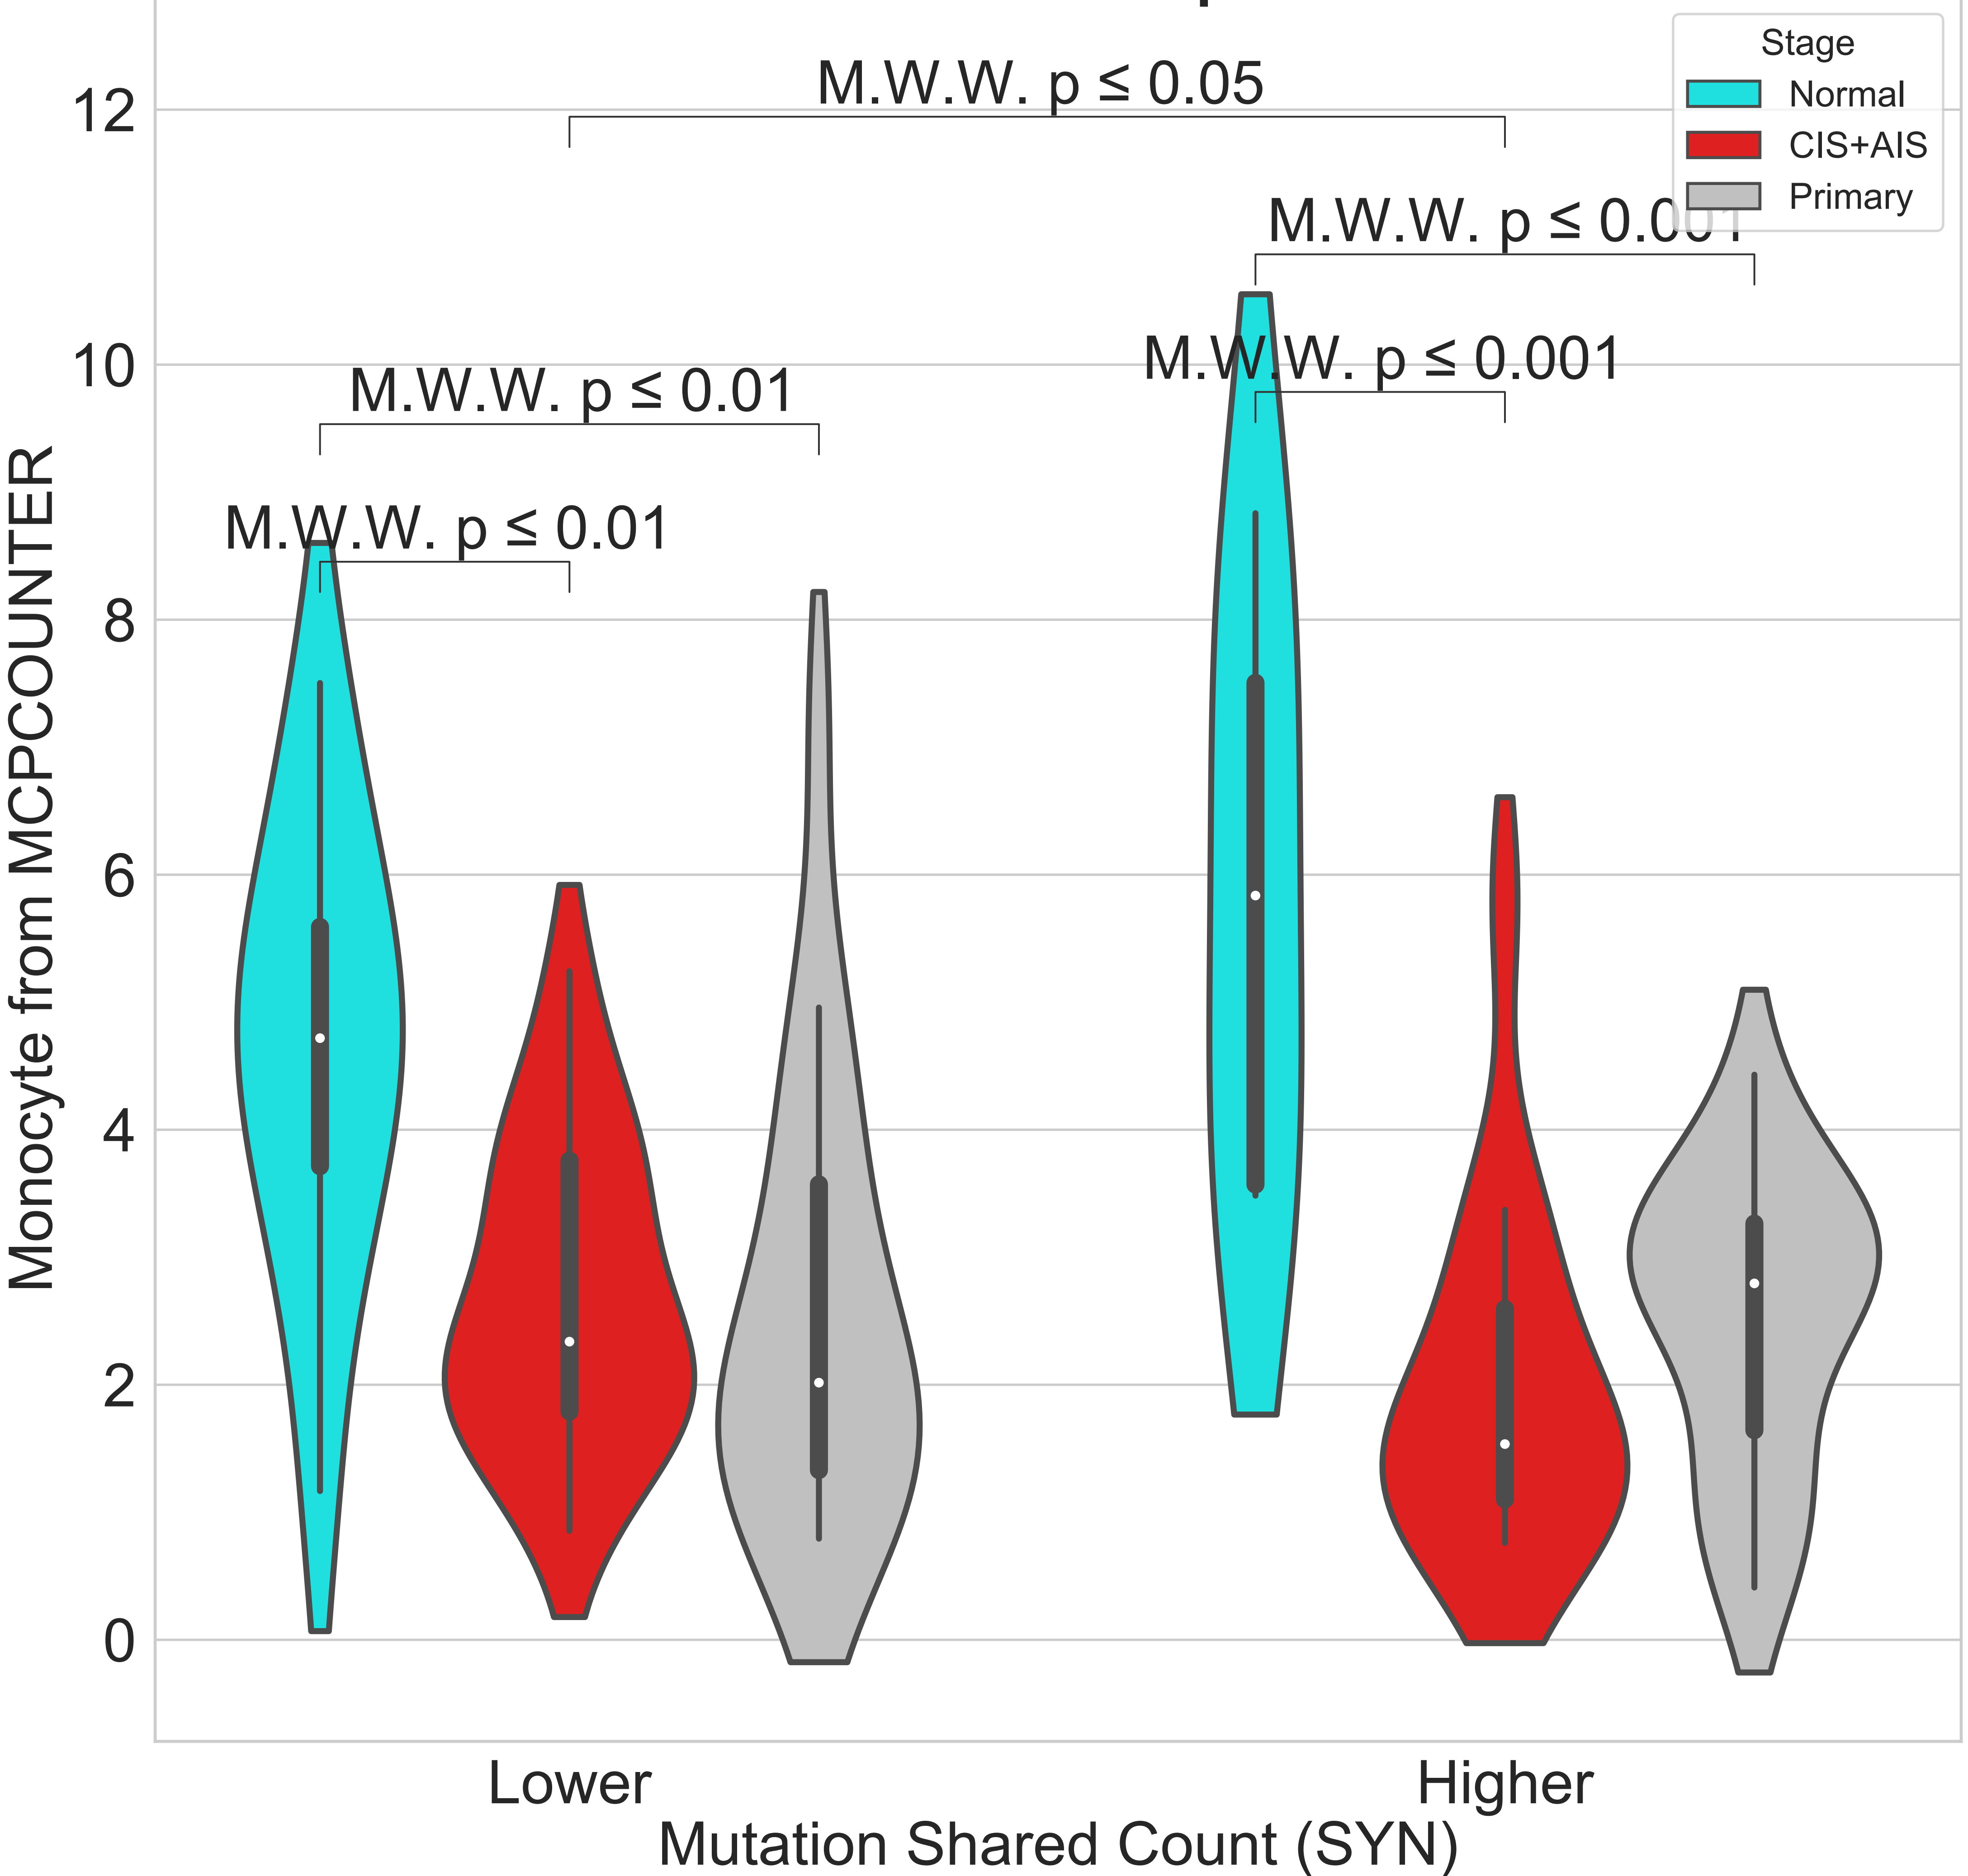 Stage
Normal
CIS+AIS
Primary
M.W.W. p ≤ 0.05
M.W.W. p ≤ 0.001
M.W.W. p ≤ 0.001
M.W.W. p ≤ 0.01
M.W.W. p ≤ 0.01
Monocyte from MCPCOUNTER
12
10
8
6
4
2
0
Lower
Higher
Mutation Shared Count (SYN)